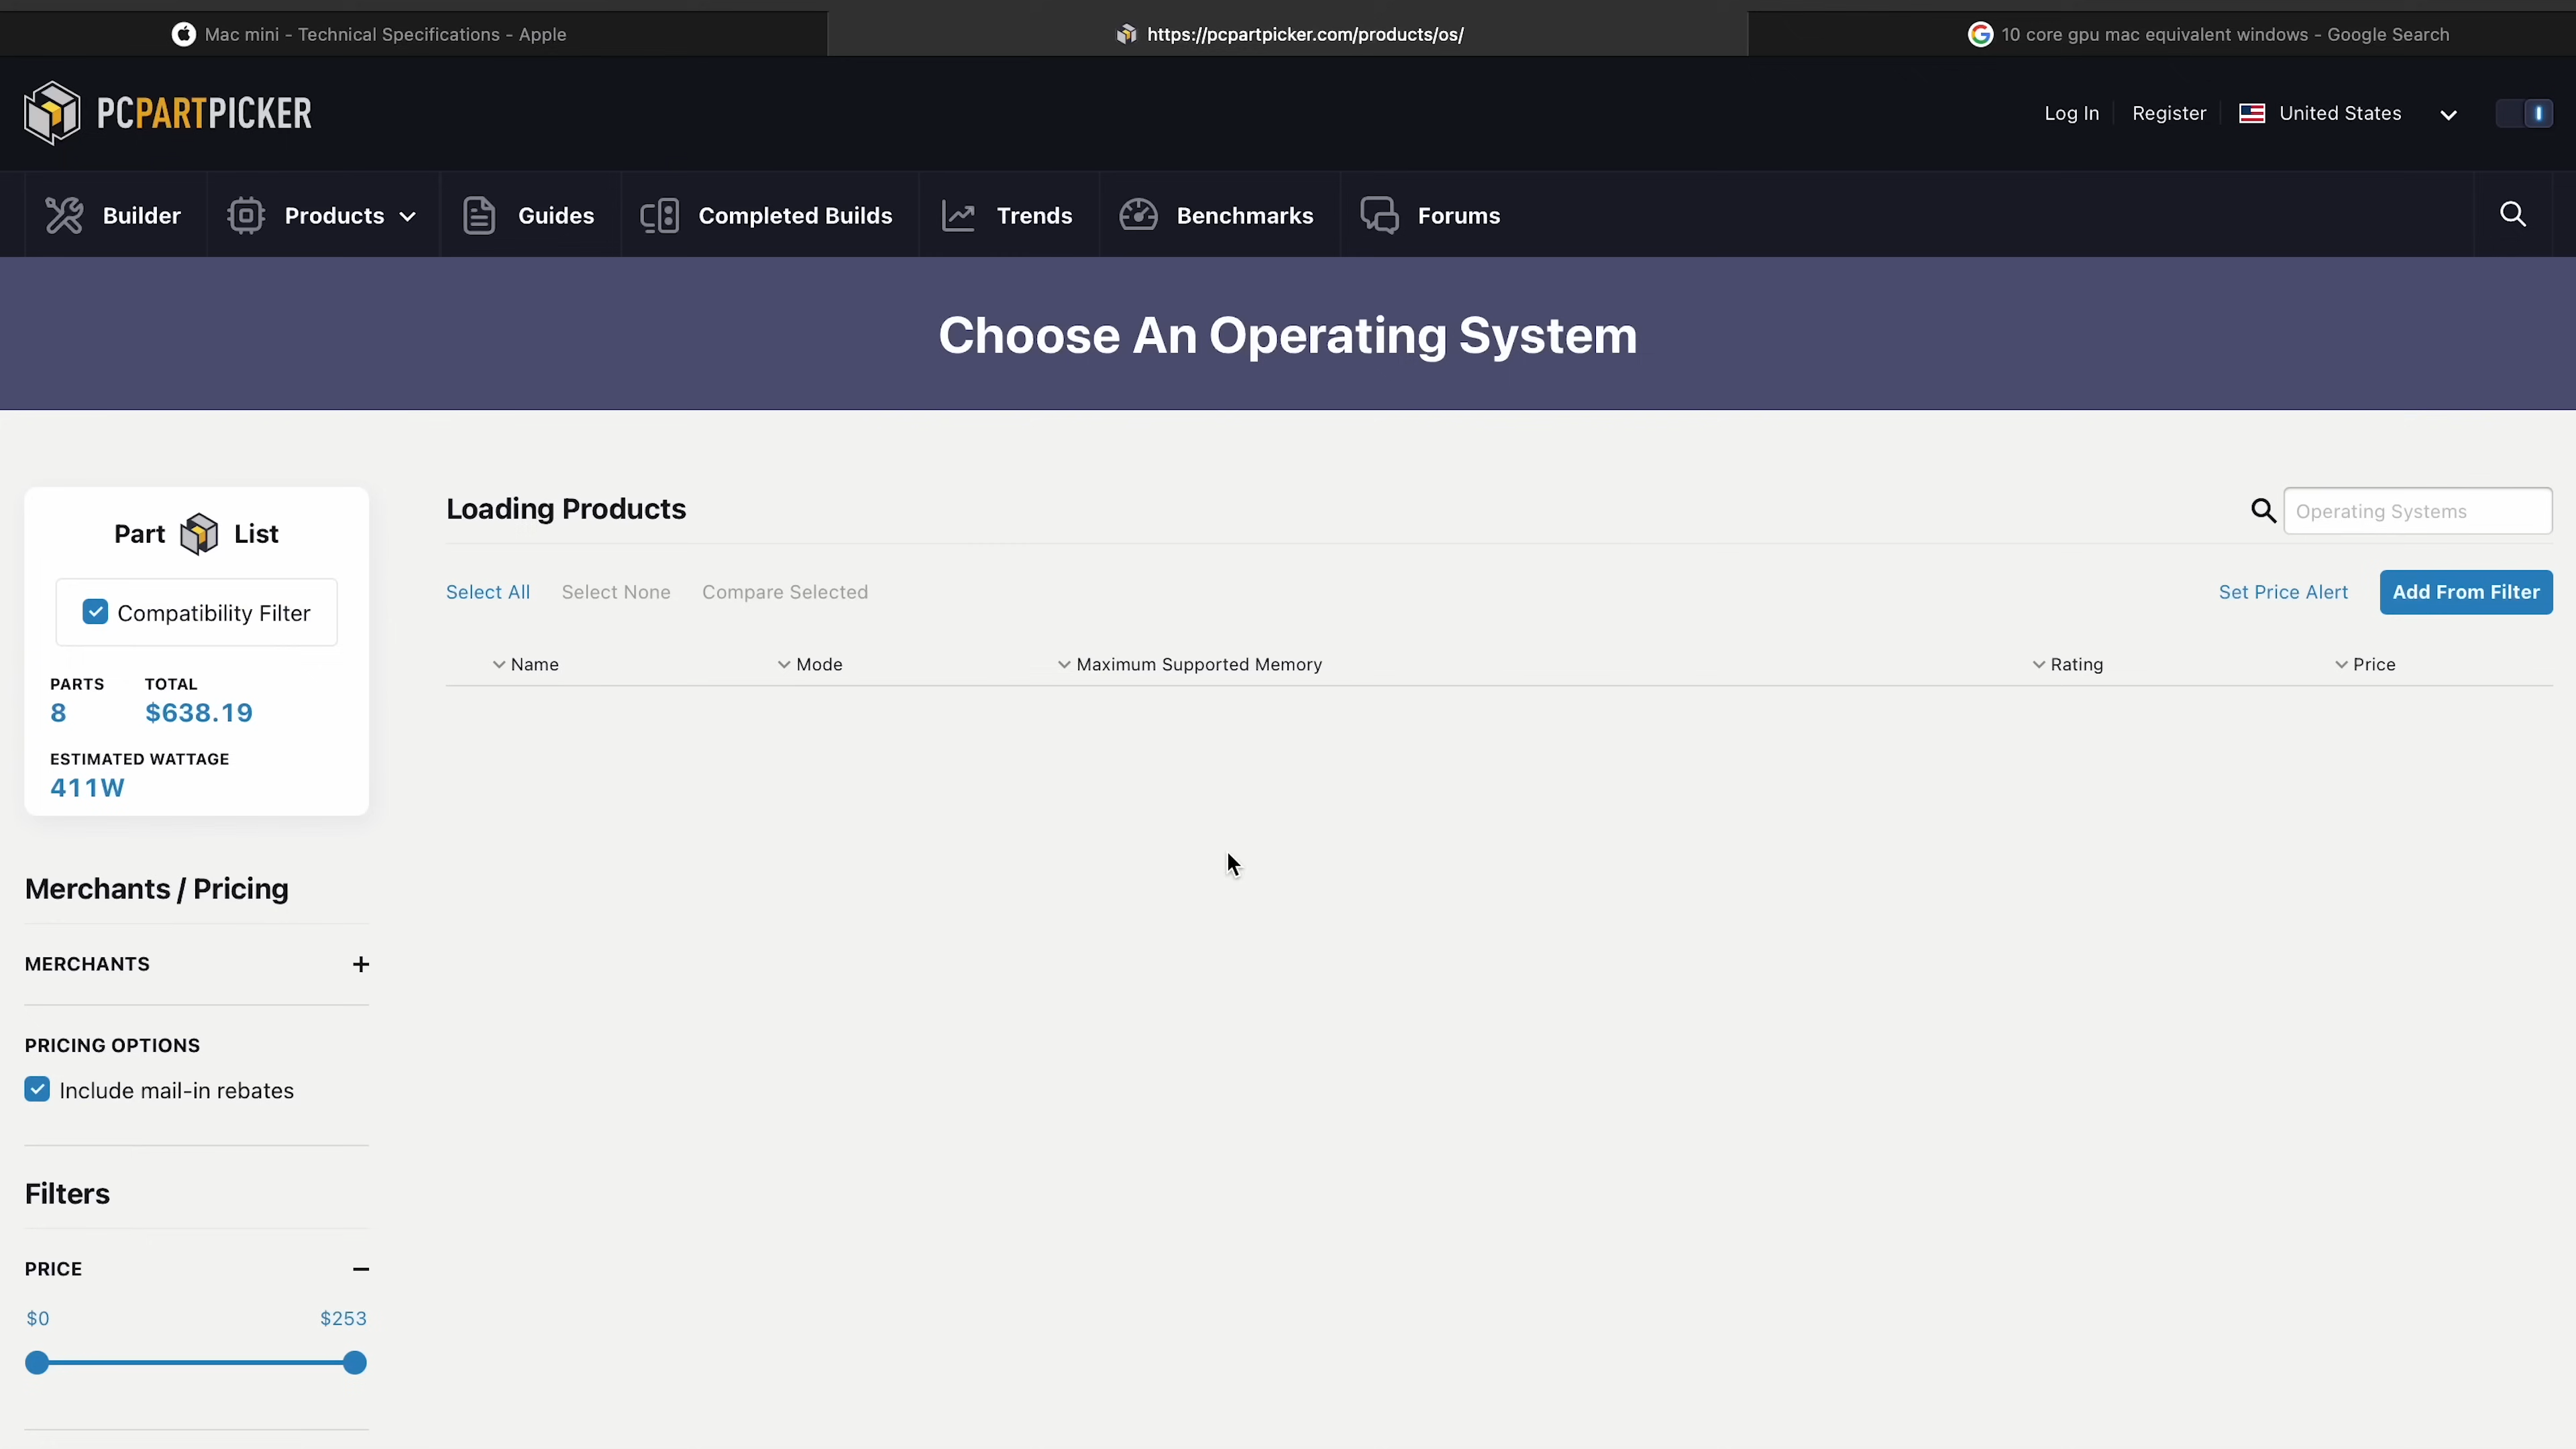 Mac mini - Technical Specifications - Apple
https://pcpartpicker.com/products/os/
10 core gpu mac equivalent windows - Google Search
PCPARTPICKER
Log In
Register
United States
Builder
Products
Guides
Completed Builds
Trends
Benchmarks
Forums
Choose An Operating System
Part List
Compatibility Filter
PARTS
TOTAL
8
$638.19
ESTIMATED WATTAGE
411W
Loading Products
Operating Systems
Select All
Select None
Compare Selected
Set Price Alert
Add From Filter
Name
Mode
Maximum Supported Memory
Rating
Price
Merchants / Pricing
MERCHANTS
PRICING OPTIONS
Include mail-in rebates
Filters
PRICE
$0
$253